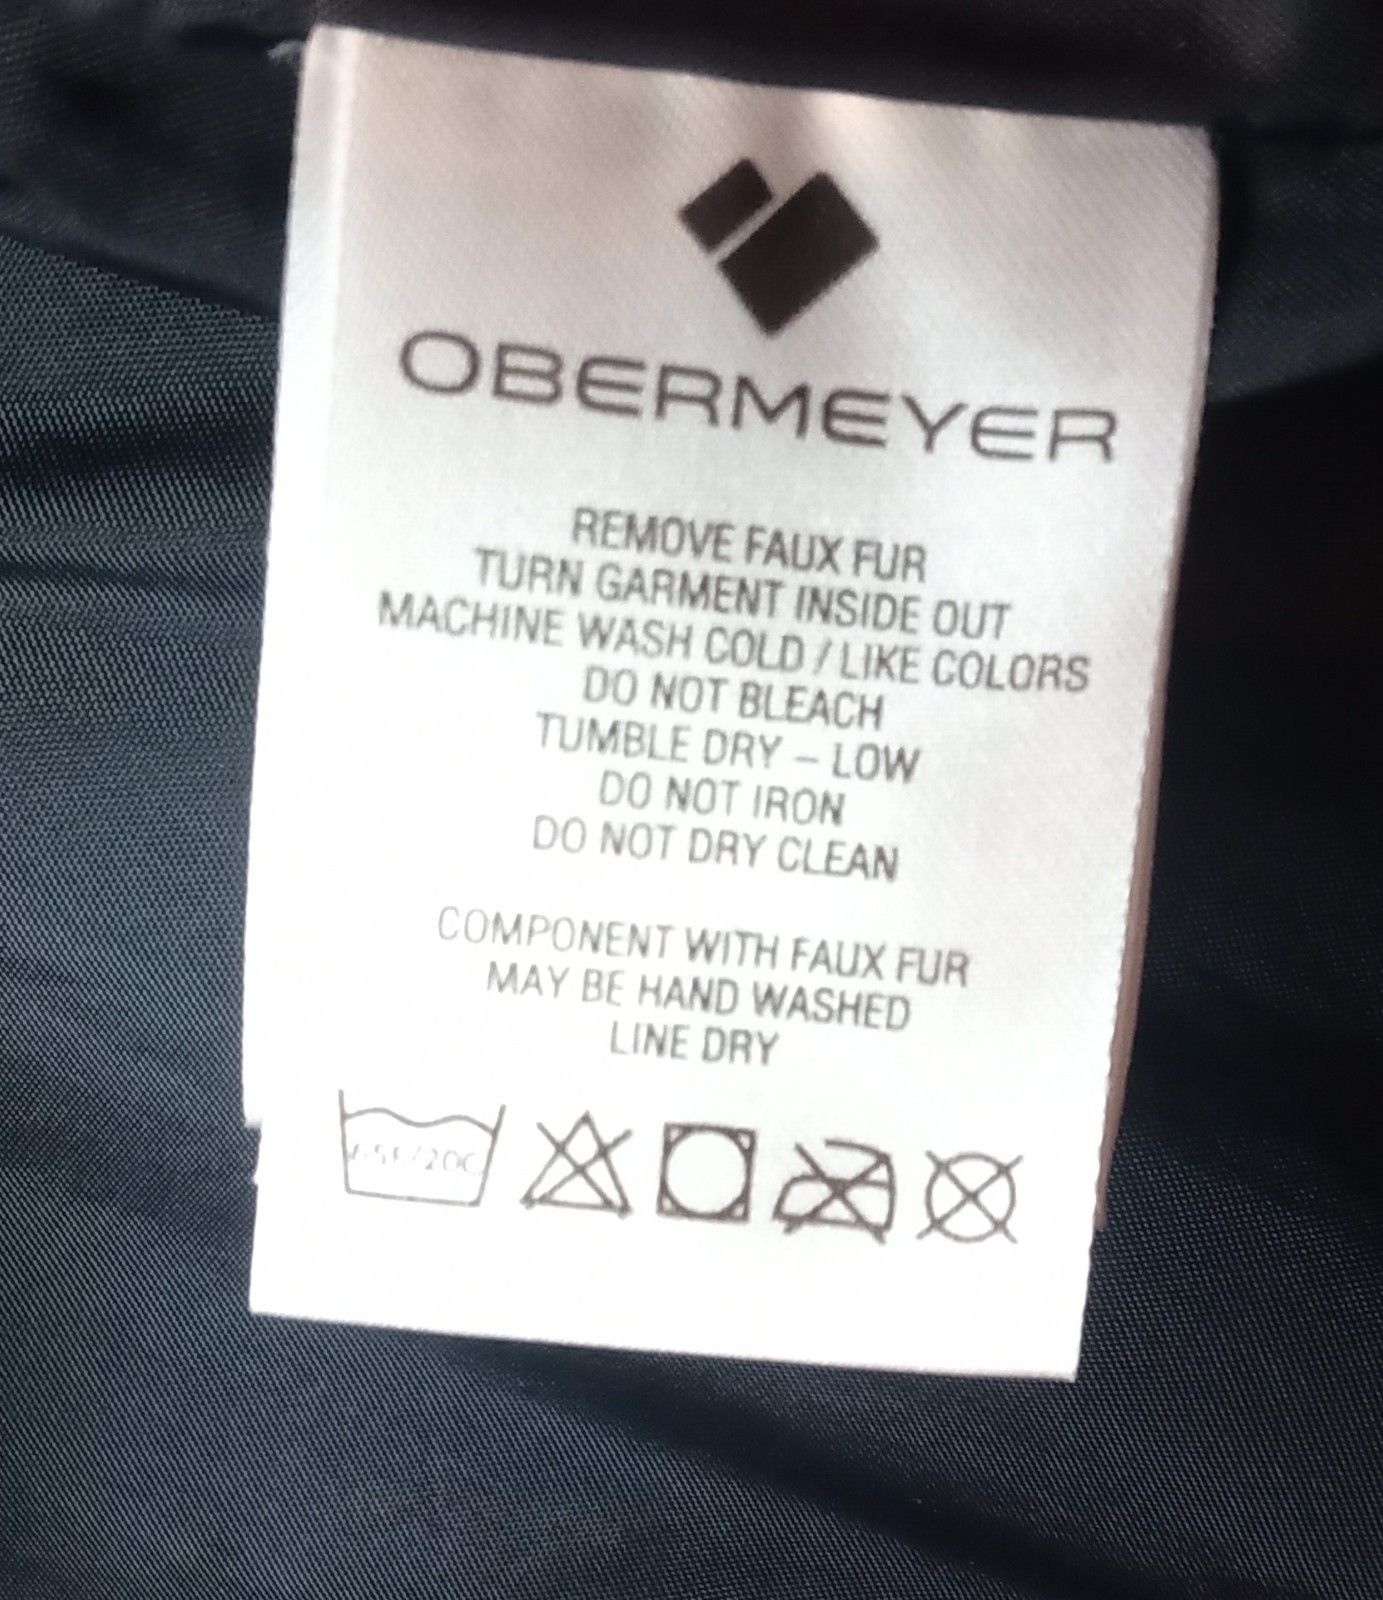 OBERMEYER
REMOVE FAUX FUR
TURN GARMENT INSIDE OUT
MACHINE WASH COLD / LIKE COLORS
DO NOT BLEACH
TUMBLE DRY – LOW
DO NOT IRON
DO NOT DRY CLEAN
COMPONENT WITH FAUX FUR
MAY BE HAND WASHED
LINE DRY